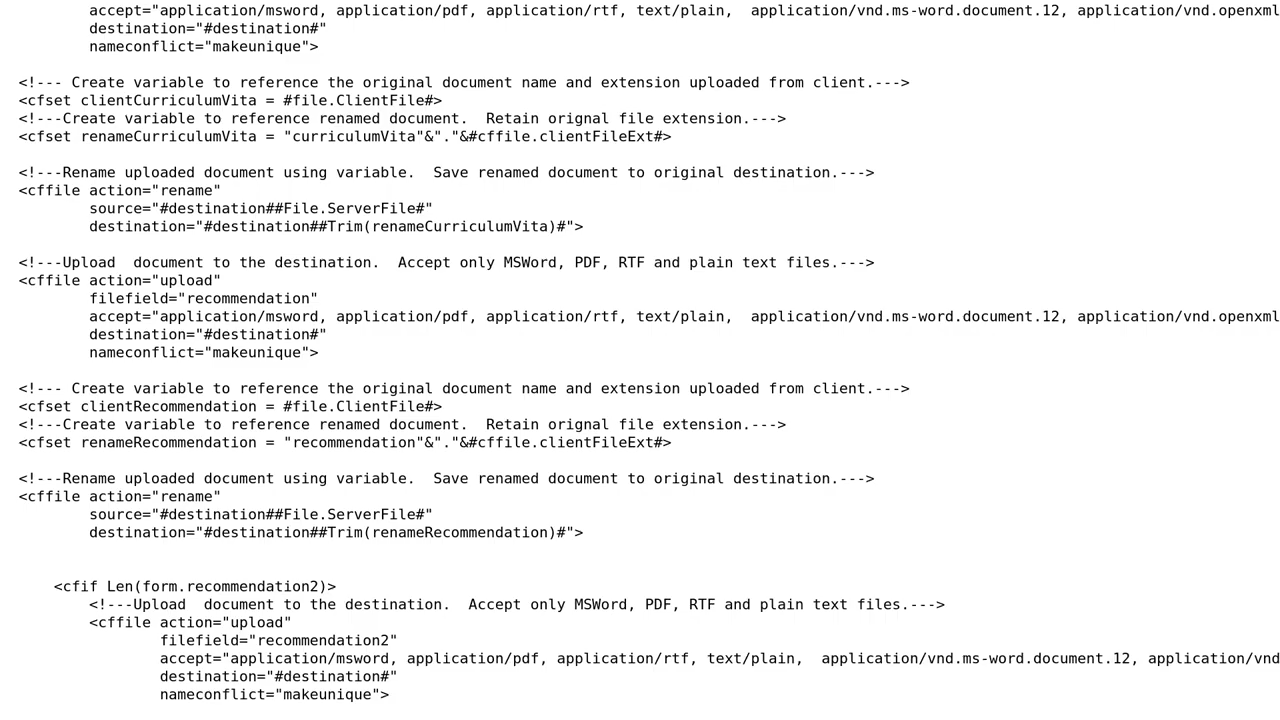 accept="application/msword, application/pdf, application/rtf, text/plain,  application/vnd.ms-word.document.12, application/vnd.openxml
destination="#destination#"
nameconflict="makeunique">
<!--- Create variable to reference the original document name and extension uploaded from client.--->
<cfset clientCurriculumVita = #file.ClientFile#>
<!---Create variable to reference renamed document.  Retain orignal file extension.--->
<cfset renameCurriculumVita = "curriculumVita"&"."&#cffile.clientFileExt#>
<!---Rename uploaded document using variable.  Save renamed document to original destination.--->
<cffile action="rename"
source="#destination##File.ServerFile#"
destination="#destination##Trim(renameCurriculumVita)#">
<!---Upload  document to the destination.  Accept only MSWord, PDF, RTF and plain text files.--->
<cffile action="upload"
filefield="recommendation"
accept="application/msword, application/pdf, application/rtf, text/plain,  application/vnd.ms-word.document.12, application/vnd.openxml
destination="#destination#"
nameconflict="makeunique">
<!--- Create variable to reference the original document name and extension uploaded from client.--->
<cfset clientRecommendation = #file.ClientFile#>
<!---Create variable to reference renamed document.  Retain orignal file extension.--->
<cfset renameRecommendation = "recommendation"&"."&#cffile.clientFileExt#>
<!---Rename uploaded document using variable.  Save renamed document to original destination.--->
<cffile action="rename"
source="#destination##File.ServerFile#"
destination="#destination##Trim(renameRecommendation)#">
<cfif Len(form.recommendation2)>
<!---Upload  document to the destination.  Accept only MSWord, PDF, RTF and plain text files.--->
<cffile action="upload"
filefield="recommendation2"
accept="application/msword, application/pdf, application/rtf, text/plain,  application/vnd.ms-word.document.12, application/vnd
destination="#destination#"
nameconflict="makeunique">